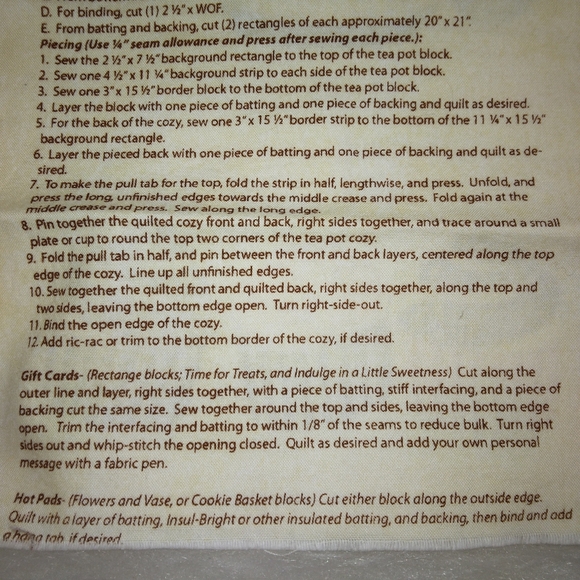 D. For binding, cut (1) 2 ½" x WOF.
E. From batting and backing, cut (2) rectangles of each approximately 20" x 21".
Piecing (Use ¼" seam allowance and press after sewing each piece.):
1. Sew the 2 ½" x 7 ½" background rectangle to the top of the tea pot block.
2. Sew one 4 ½" x 11 ¼" background strip to each side of the tea pot block.
3. Sew one 3" x 15 ½" border block to the bottom of the tea pot block.
4. Layer the block with one piece of batting and one piece of backing and quilt as desired.
5. For the back of the cozy, sew one 3" x 15 ½" border strip to the bottom of the 11 ¼" x 15 ½"
background rectangle.
6. Layer the pieced back with one piece of batting and one piece of backing and quilt as de-
sired.
7. To make the pull tab for the top, fold the strip in half, lengthwise, and press. Unfold, and
press the long, unfinished edges towards the middle crease and press. Fold again at the
middle crease and press. Sew along the long edge.
8. Pin together the quilted cozy front and back, right sides together, and trace around a small
plate or cup to round the top two corners of the tea pot cozy.
9. Fold the pull tab in half, and pin between the front and back layers, centered along the top
edge of the cozy. Line up all unfinished edges.
10. Sew together the quilted front and quilted back, right sides together, along the top and
two sides, leaving the bottom edge open. Turn right-side-out.
11. Bind the open edge of the cozy.
12. Add ric-rac or trim to the bottom border of the cozy, if desired.
Gift Cards- (Rectange blocks; Time for Treats, and Indulge in a Little Sweetness) Cut along the
outer line and layer, right sides together, with a piece of batting, stiff interfacing, and a piece of
backing cut the same size. Sew together around the top and sides, leaving the bottom edge
open. Trim the interfacing and batting to within 1/8" of the seams to reduce bulk. Turn right
sides out and whip-stitch the opening closed. Quilt as desired and add your own personal
message with a fabric pen.
Hot Pads- (Flowers and Vase, or Cookie Basket blocks) Cut either block along the outside edge.
Quilt with a layer of batting, Insul-Bright or other insulated batting, and backing, then bind and add
a hang tab, if desired.